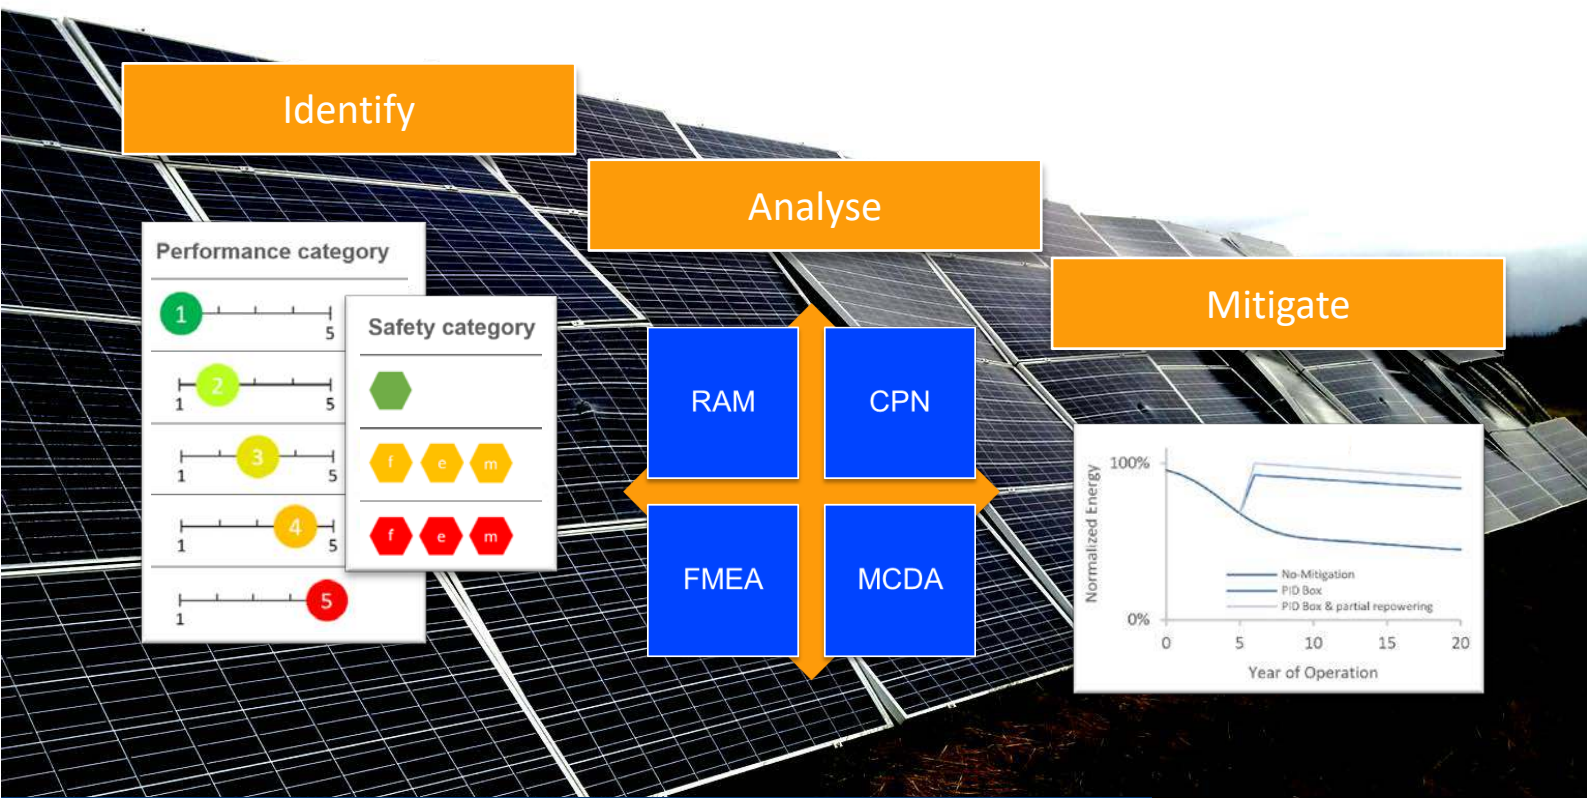 Identify
Analyse
Mitigate
Performance category
1
5
2
1
5
3
1
5
4
1
5
5
1
Safety category
f e m
f e m
RAM
CPN
FMEA
MCDA
Normalized Energy
100%
0%
No-Mitigation
PID Box
PID Box & partial repowering
0 5 10 15 20
Year of Operation